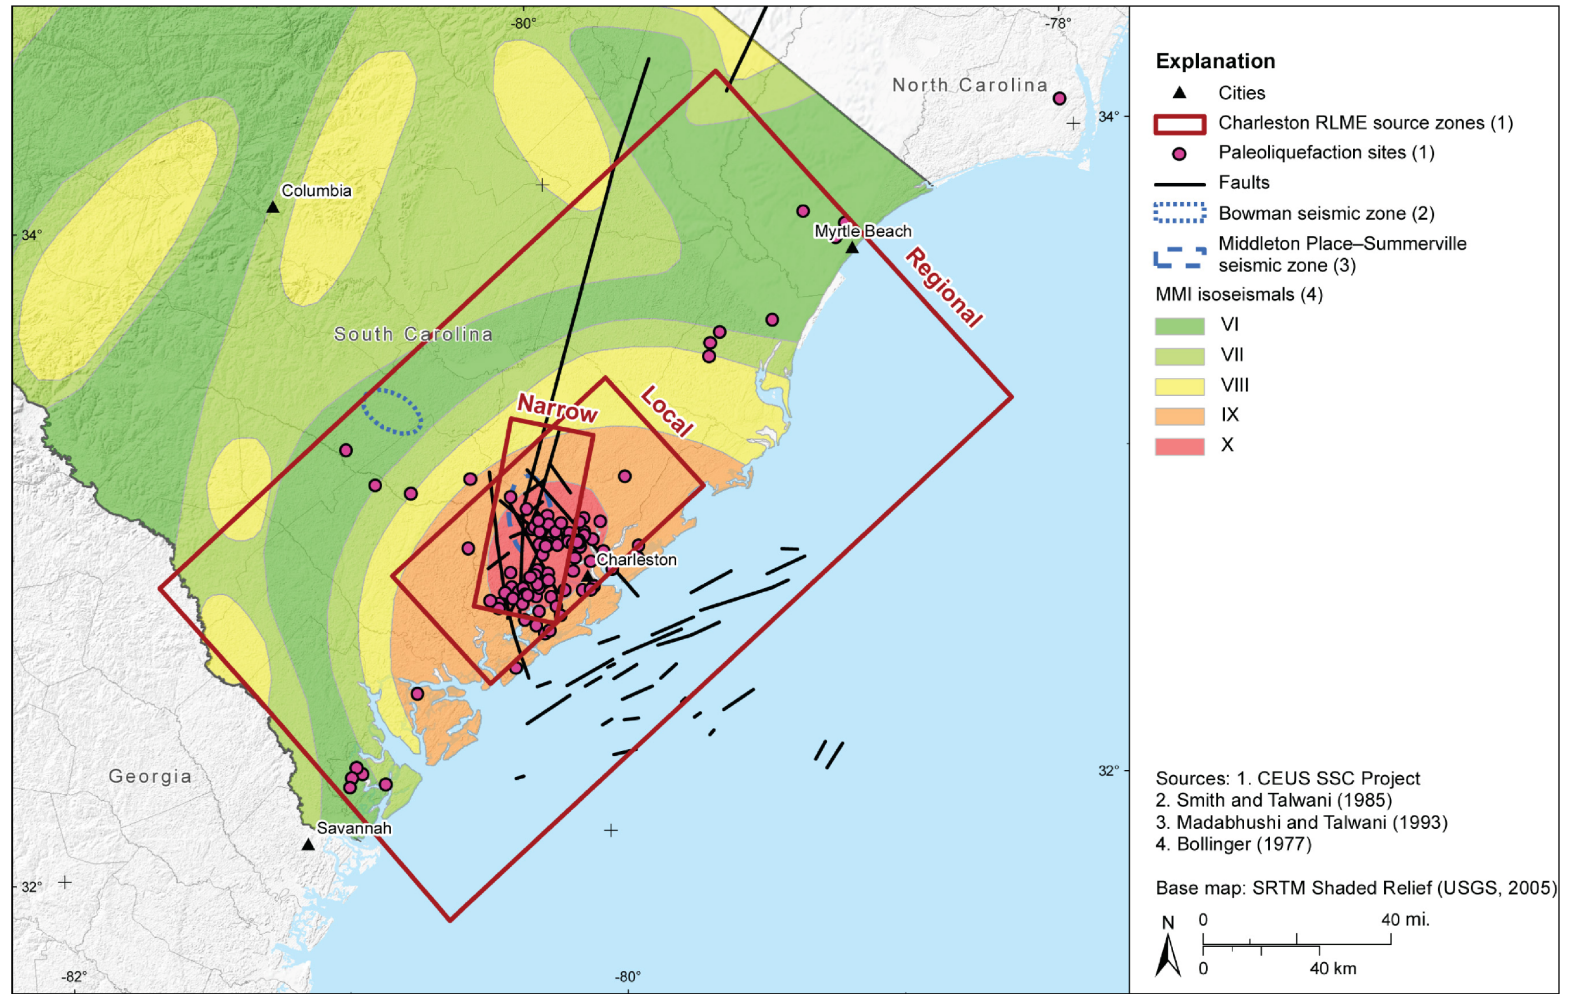 -80°
-78°
North Carolina
34°
Columbia
34°
Myrtle Beach
Regional
South Carolina
Narrow
Local
Charleston
32°
Georgia
Savannah
32°
-82°
-80°
Explanation
Cities
Charleston RLME source zones (1)
Paleoliquefaction sites (1)
Faults
Bowman seismic zone (2)
Middleton Place–Summerville
seismic zone (3)
MMI isoseismals (4)
VI
VII
VIII
IX
X
Sources: 1. CEUS SSC Project
2. Smith and Talwani (1985)
3. Madabhushi and Talwani (1993)
4. Bollinger (1977)
Base map: SRTM Shaded Relief (USGS, 2005)
N
0 40 mi.
0 40 km